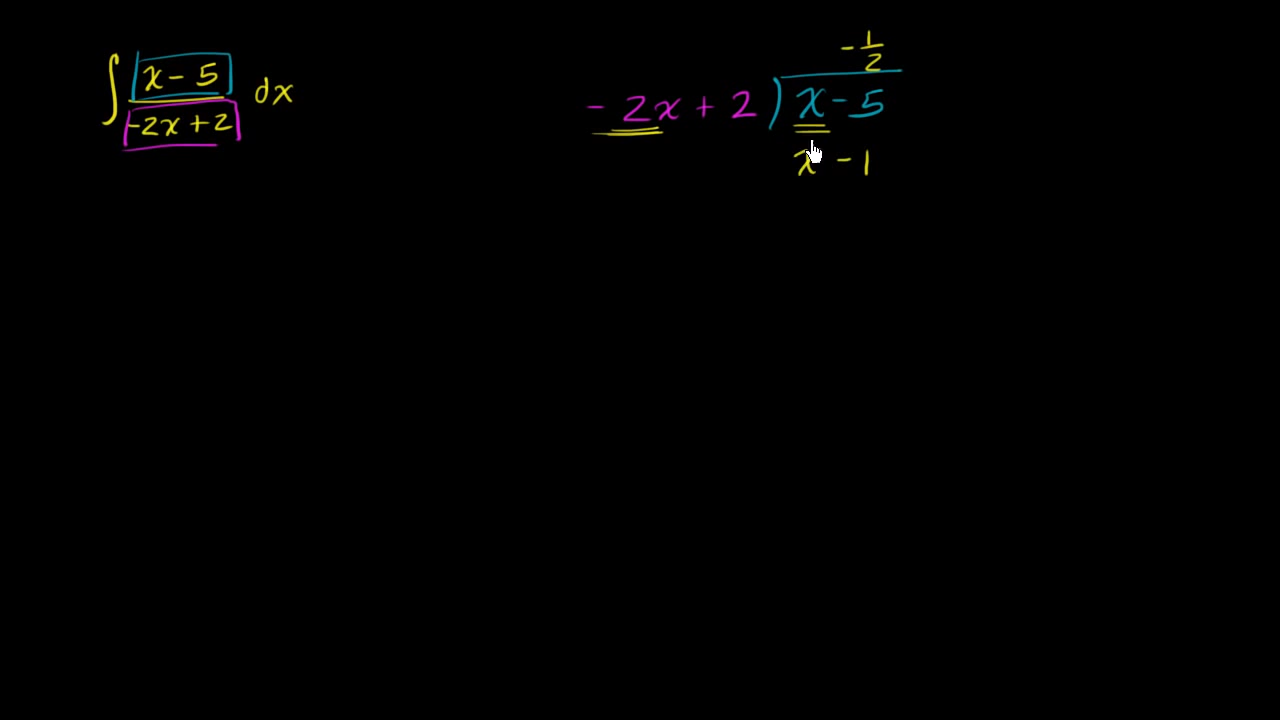 ∫ x - 5 / -2x + 2 dx
- 1/2
- 2x + 2 ) x - 5
x - 1